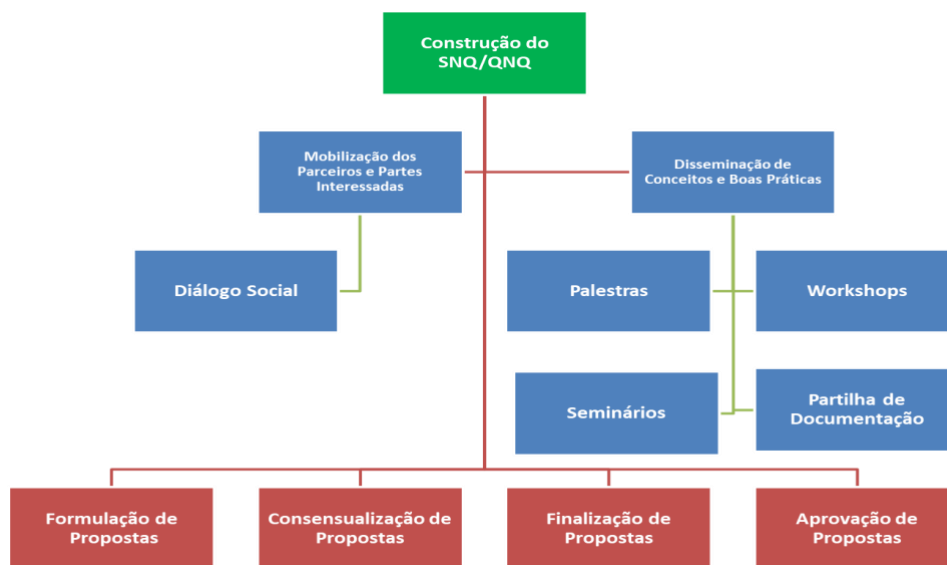 Construção do
SNQ/QNQ
Mobilização dos
Parceiros e Partes
Interessadas
Disseminação de
Conceitos e Boas Práticas
Diálogo Social
Palestras
Workshops
Seminários
Partilha de
Documentação
Formulação de
Propostas
Consensualização de
Propostas
Finalização de
Propostas
Aprovação de
Propostas